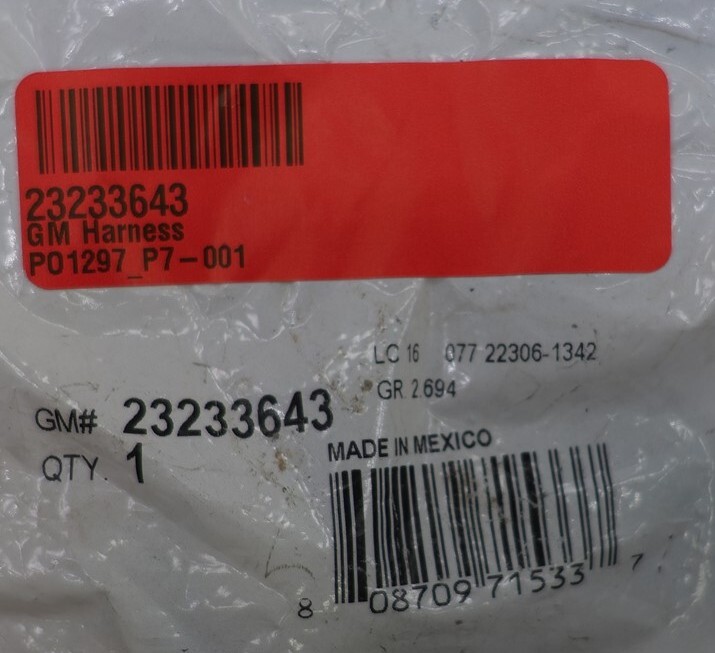 23233643
GM Harness
PO1297_P7-001
LC 16 077 22306-1342
GR 2.694
GM# 23233643
QTY. 1
MADE IN MEXICO
8 08709 71533 7